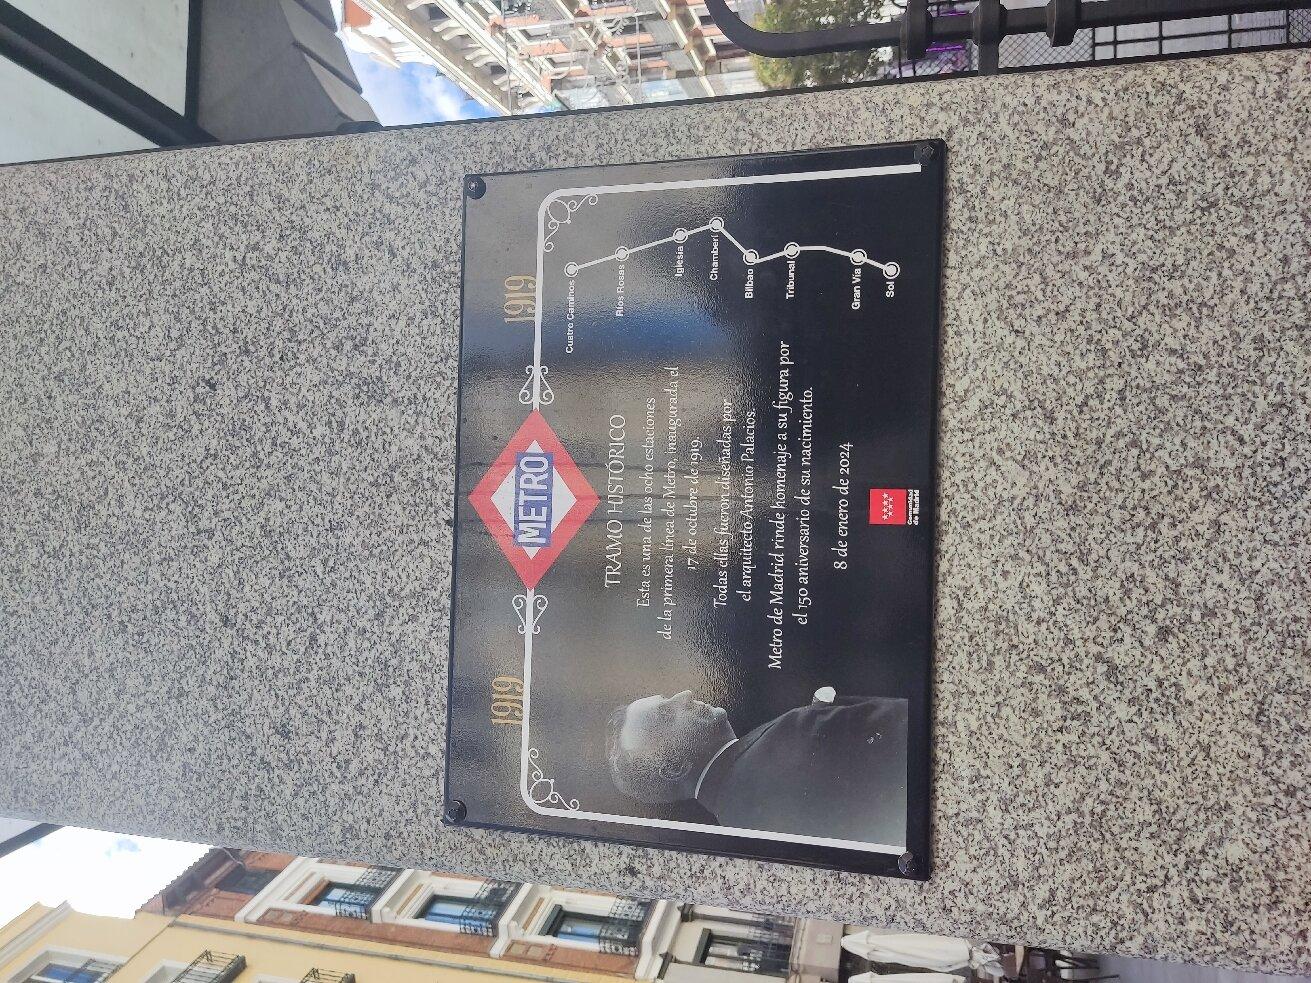 1919
1919
METRO
TRAMO HISTÓRICO
Esta es una de las ocho estaciones
de la primera línea de Metro, inaugurada el
17 de octubre de 1919.
Todas ellas fueron diseñadas por
el arquitecto Antonio Palacios.
Metro de Madrid rinde homenaje a su figura por
el 150 aniversario de su nacimiento.
8 de enero de 2024
Comunidad
de Madrid
Cuatro Caminos
Ríos Rosas
Iglesia
Chamberí
Bilbao
Tribunal
Gran Vía
Sol